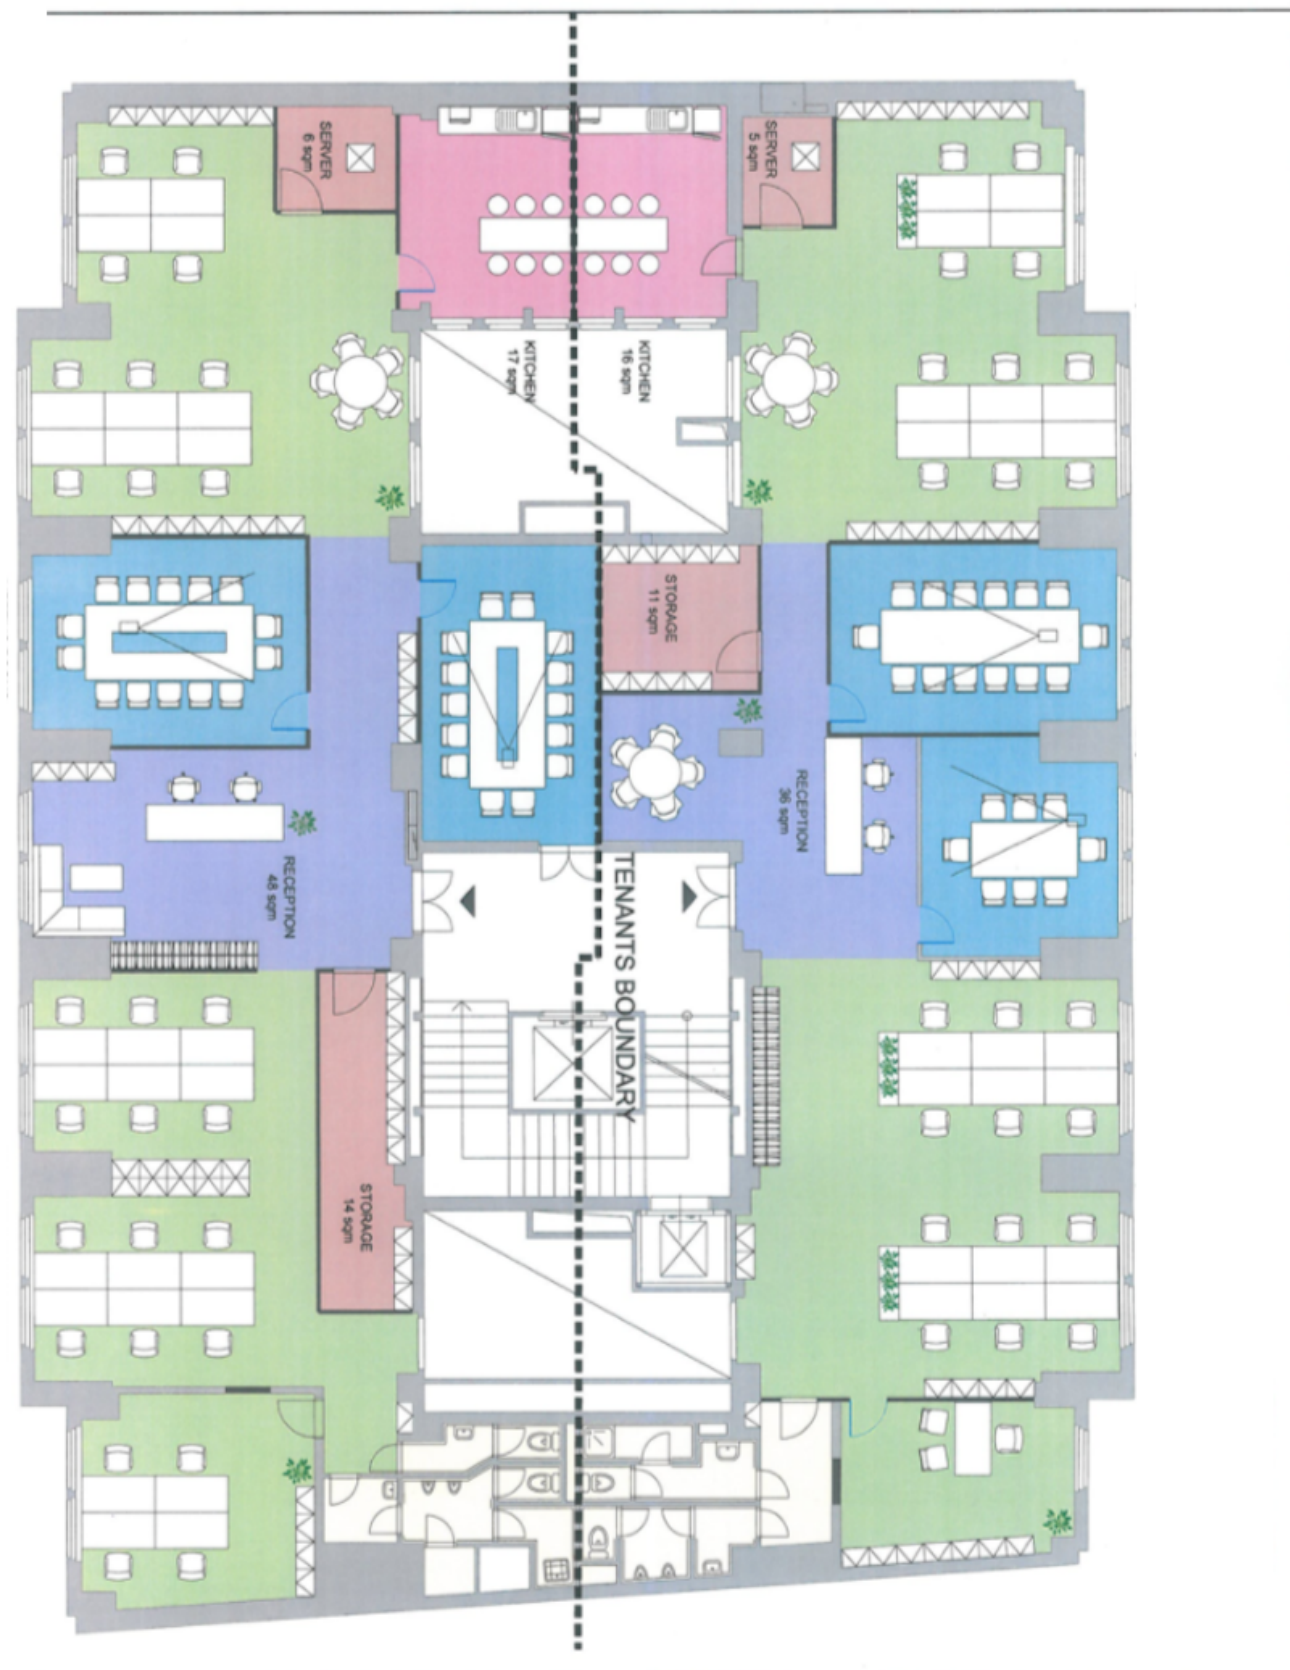 SERVER
6 sqm
SERVER
5 sqm
KITCHEN
17 sqm
KITCHEN
16 sqm
STORAGE
11 sqm
RECEPTION
36 sqm
RECEPTION
48 sqm
TENANTS BOUNDARY
STORAGE
14 sqm